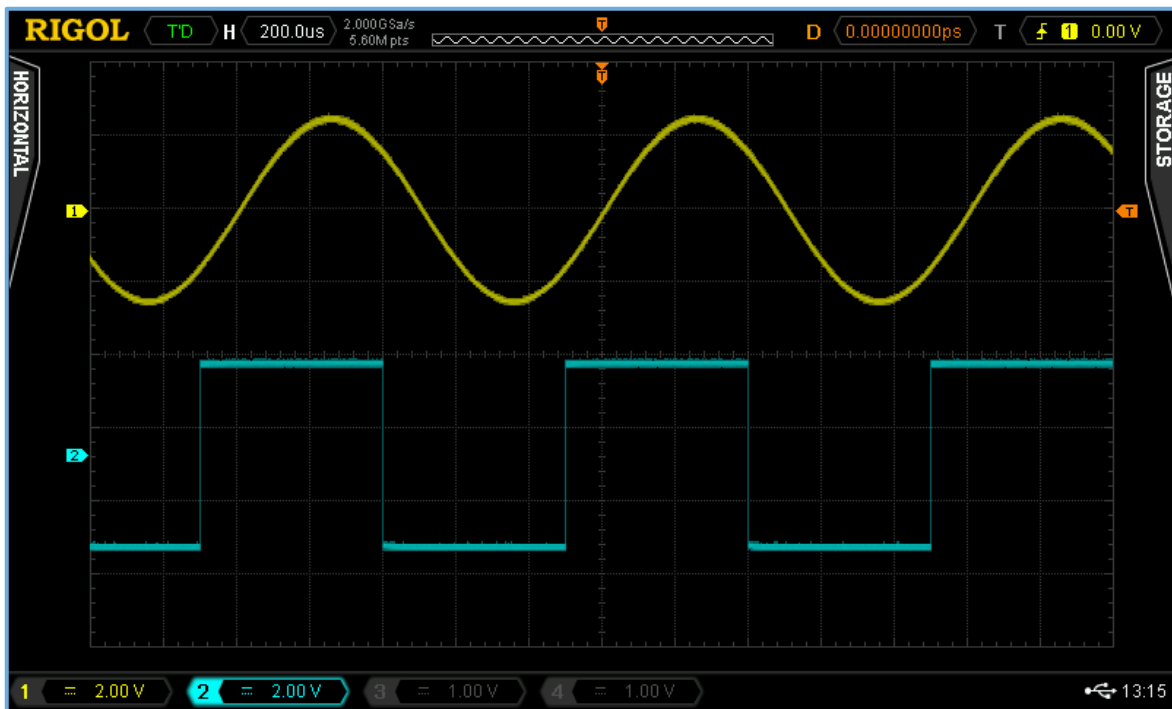 RIGOL T'D H 200.0us 2.000GSa/s D 0.00000000ps T 1 0.00 V
5.60M pts
T
T
HORIZONTAL
STORAGE
1
T
2
1 2.00 V 2 2.00 V 3 1.00 V 4 1.00 V 13:15